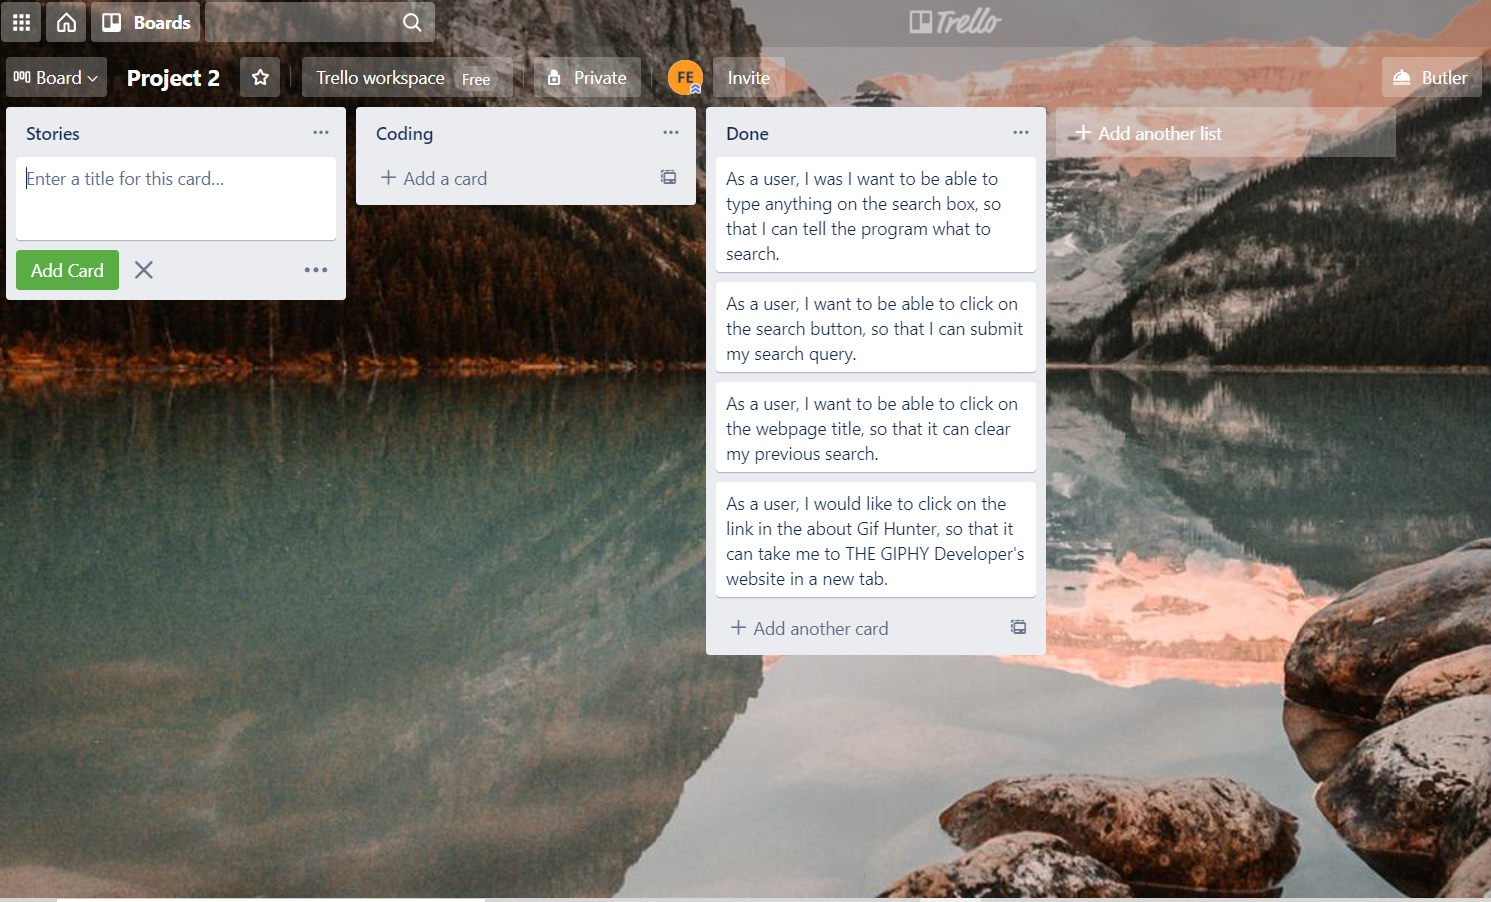 Boards
Trello
Board
Project 2
Trello workspace Free
Private
FE
Invite
Butler
Stories
Enter a title for this card...
Add Card
Coding
Add a card
Done
As a user, I was I want to be able to
type anything on the search box, so
that I can tell the program what to
search.
As a user, I want to be able to click on
the search button, so that I can submit
my search query.
As a user, I want to be able to click on
the webpage title, so that it can clear
my previous search.
As a user, I would like to click on the
link in the about Gif Hunter, so that it
can take me to THE GIPHY Developer's
website in a new tab.
Add another card
Add another list